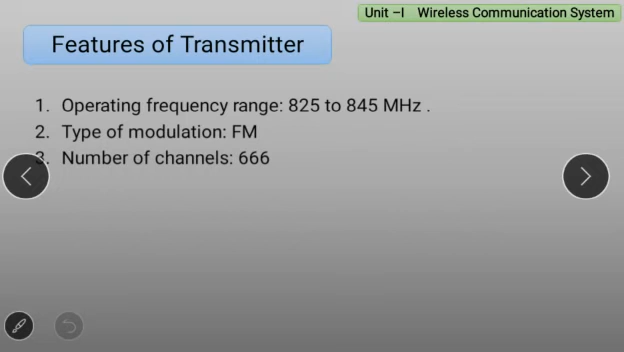 Unit –I Wireless Communication System
Features of Transmitter
1. Operating frequency range: 825 to 845 MHz .
2. Type of modulation: FM
3. Number of channels: 666